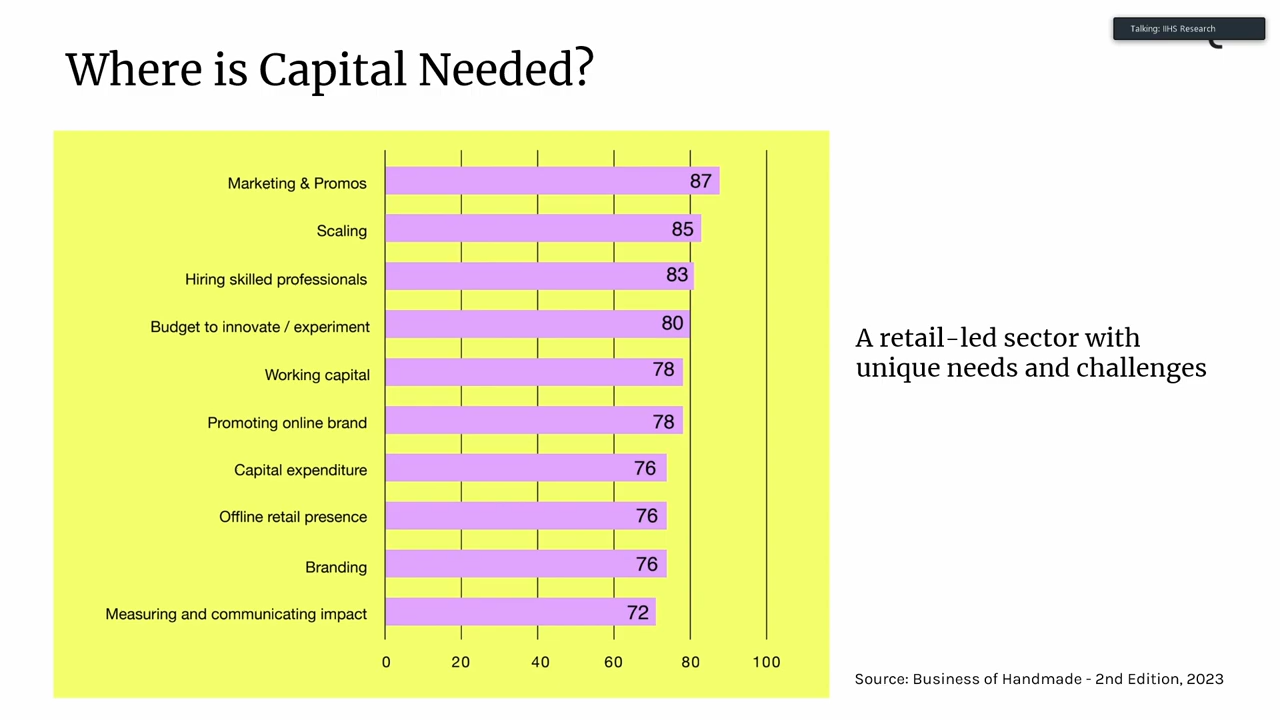 Talking: IIHS Research
Where is Capital Needed?
Marketing & Promos 87
Scaling 85
Hiring skilled professionals 83
Budget to innovate / experiment 80
Working capital 78
Promoting online brand 78
Capital expenditure 76
Offline retail presence 76
Branding 76
Measuring and communicating impact 72
0 20 40 60 80 100
A retail-led sector with
unique needs and challenges
Source: Business of Handmade - 2nd Edition, 2023